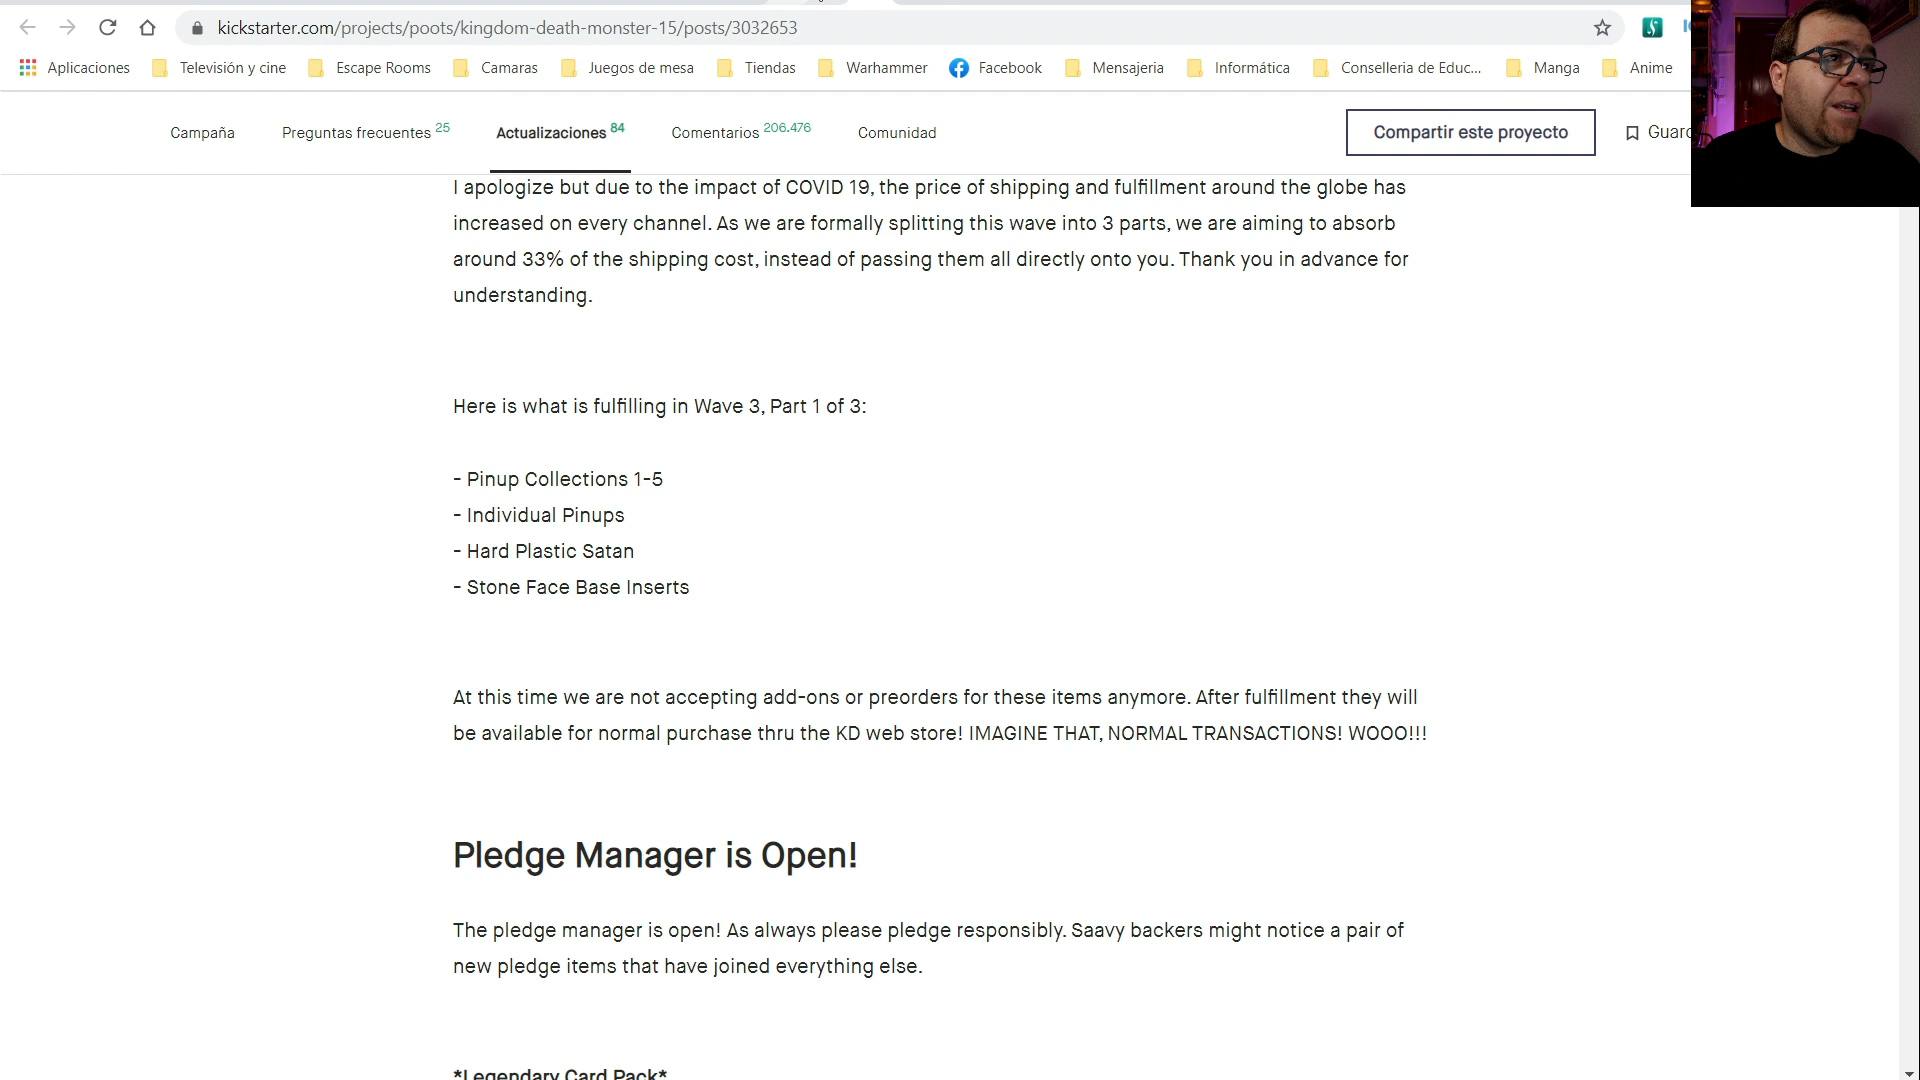 kickstarter.com/projects/poots/kingdom-death-monster-15/posts/3032653
Aplicaciones Televisión y cine Escape Rooms Camaras Juegos de mesa Tiendas Warhammer Facebook Mensajeria Informática Conselleria de Educ... Manga Anime
Campaña Preguntas frecuentes 25 Actualizaciones 84 Comentarios 206.476 Comunidad Compartir este proyecto
I apologize but due to the impact of COVID 19, the price of shipping and fulfillment around the globe has
increased on every channel. As we are formally splitting this wave into 3 parts, we are aiming to absorb
around 33% of the shipping cost, instead of passing them all directly onto you. Thank you in advance for
understanding.
Here is what is fulfilling in Wave 3, Part 1 of 3:
- Pinup Collections 1-5
- Individual Pinups
- Hard Plastic Satan
- Stone Face Base Inserts
At this time we are not accepting add-ons or preorders for these items anymore. After fulfillment they will
be available for normal purchase thru the KD web store! IMAGINE THAT, NORMAL TRANSACTIONS! WOOO!!!
Pledge Manager is Open!
The pledge manager is open! As always please pledge responsibly. Saavy backers might notice a pair of
new pledge items that have joined everything else.
*Legendary Card Pack*